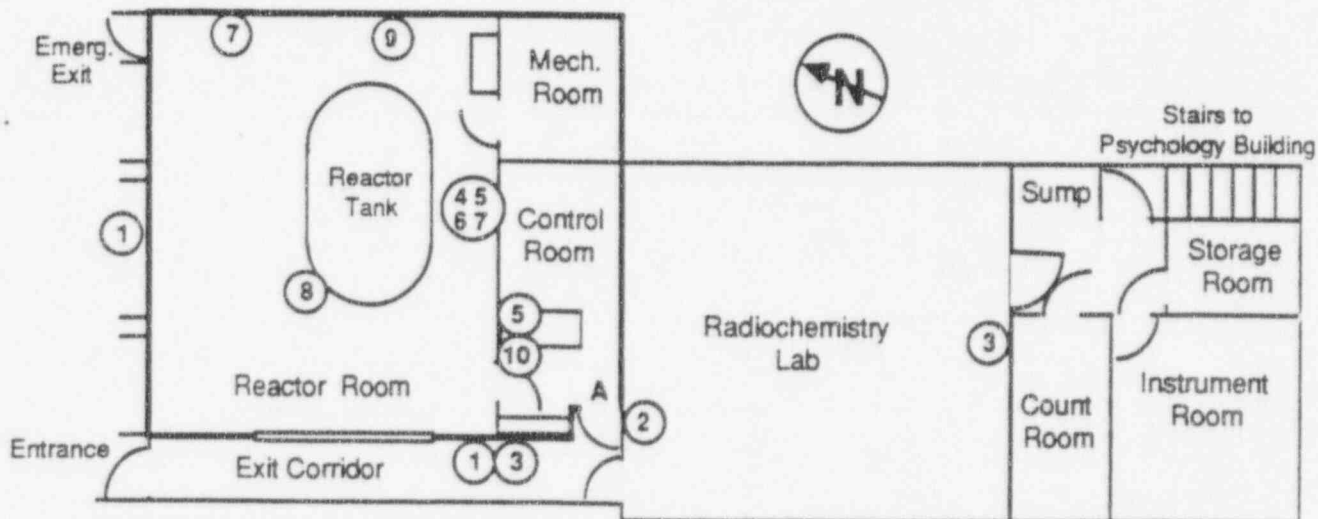 7
9
Emerg.
Exit
Mech.
Room
N
Stairs to
Psychology Building
Reactor
Tank
4 5
6 7
Control
Room
Sump
1
Storage
Room
8
5
10
Radiochemistry
Lab
3
Reactor Room
A
2
Count
Room
Instrument
Room
Entrance
Exit Corridor
1
3